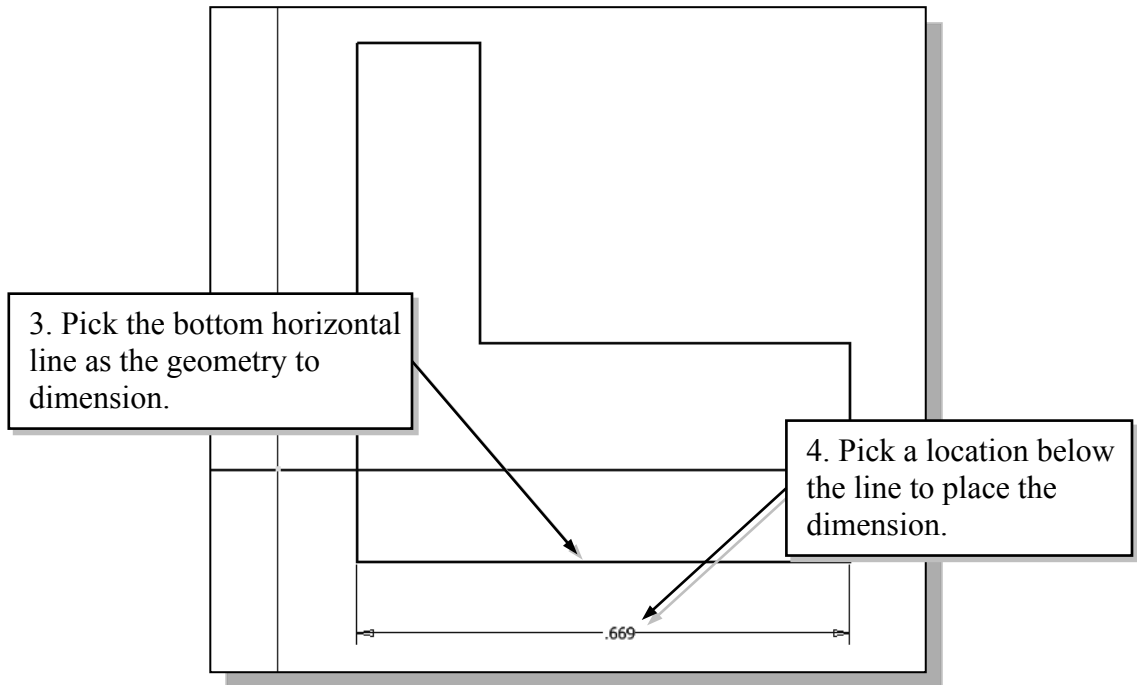 3. Pick the bottom horizontal
line as the geometry to
dimension.
4. Pick a location below
the line to place the
dimension.
.669